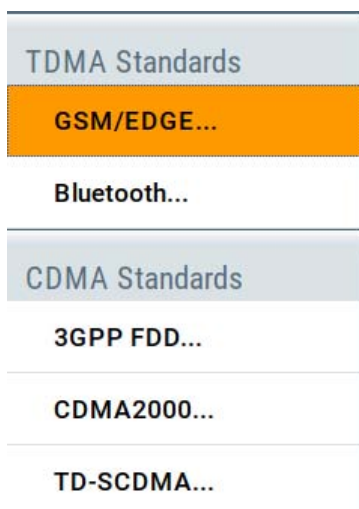 TDMA Standards
GSM/EDGE...
Bluetooth...
CDMA Standards
3GPP FDD...
CDMA2000...
TD-SCDMA...